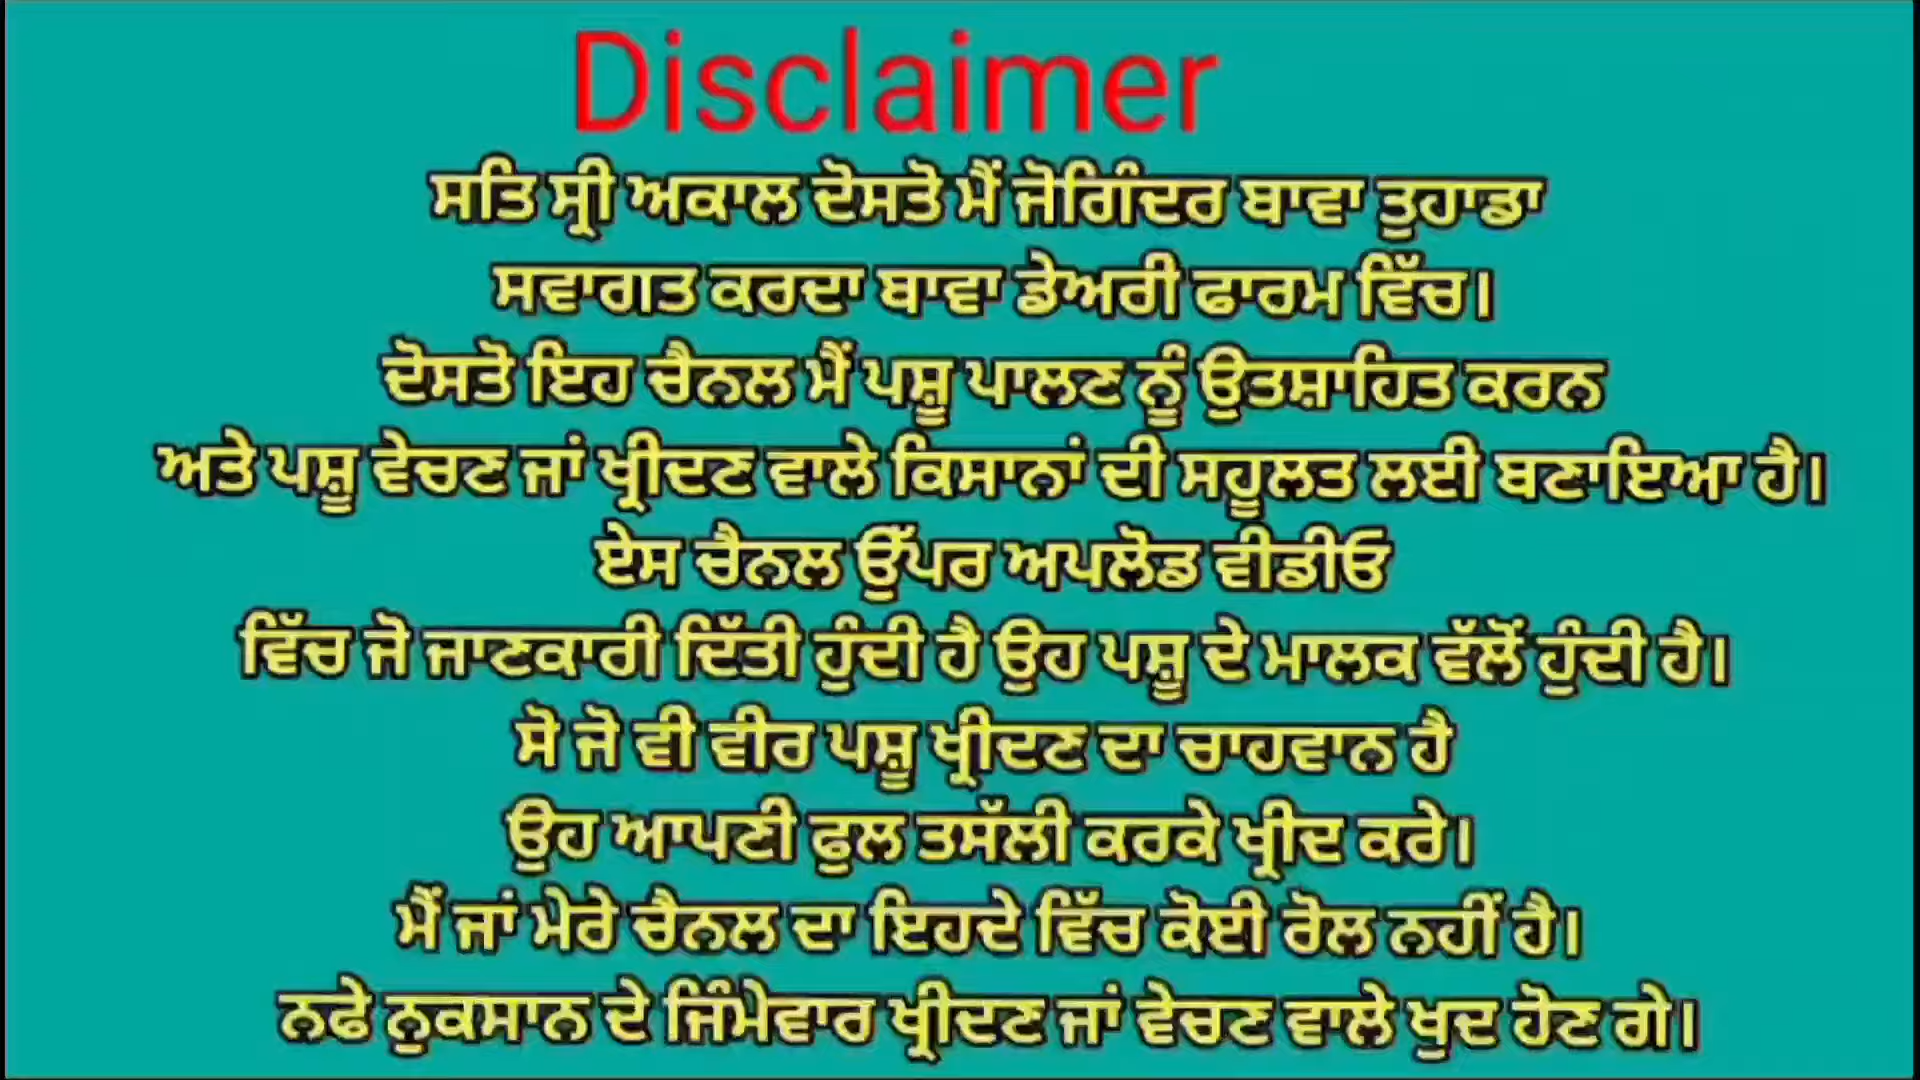 Disclaimer
ਸਤਿ ਸ੍ਰੀ ਅਕਾਲ ਦੋਸਤੋ ਮੈਂ ਜੋਗਿੰਦਰ ਬਾਵਾ ਤੁਹਾਡਾ
ਸਵਾਗਤ ਕਰਦਾ ਬਾਵਾ ਡੇਅਰੀ ਫਾਰਮ ਵਿੱਚ।
ਦੋਸਤੋ ਇਹ ਚੈਨਲ ਮੈਂ ਪਸ਼ੂ ਪਾਲਣ ਨੂੰ ਉਤਸ਼ਾਹਿਤ ਕਰਨ
ਅਤੇ ਪਸ਼ੂ ਵੇਚਣ ਜਾਂ ਖ੍ਰੀਦਣ ਵਾਲੇ ਕਿਸਾਨਾਂ ਦੀ ਸਹੂਲਤ ਲਈ ਬਣਾਇਆ ਹੈ।
ਏਸ ਚੈਨਲ ਉੱਪਰ ਅਪਲੋਡ ਵੀਡੀਓ
ਵਿੱਚ ਜੋ ਜਾਣਕਾਰੀ ਦਿੱਤੀ ਹੁੰਦੀ ਹੈ ਉਹ ਪਸ਼ੂ ਦੇ ਮਾਲਕ ਵੱਲੋਂ ਹੁੰਦੀ ਹੈ।
ਸੋ ਜੋ ਵੀ ਵੀਰ ਪਸ਼ੂ ਖ੍ਰੀਦਣ ਦਾ ਚਾਹਵਾਨ ਹੈ
ਉਹ ਆਪਣੀ ਫੁਲ ਤਸੱਲੀ ਕਰਕੇ ਖ੍ਰੀਦ ਕਰੇ।
ਮੈਂ ਜਾਂ ਮੇਰੇ ਚੈਨਲ ਦਾ ਇਹਦੇ ਵਿੱਚ ਕੋਈ ਰੋਲ ਨਹੀਂ ਹੈ।
ਨਫੇ ਨੁਕਸਾਨ ਦੇ ਜਿੰਮੇਵਾਰ ਖ੍ਰੀਦਣ ਜਾਂ ਵੇਚਣ ਵਾਲੇ ਖੁਦ ਹੋਣ ਗੇ।